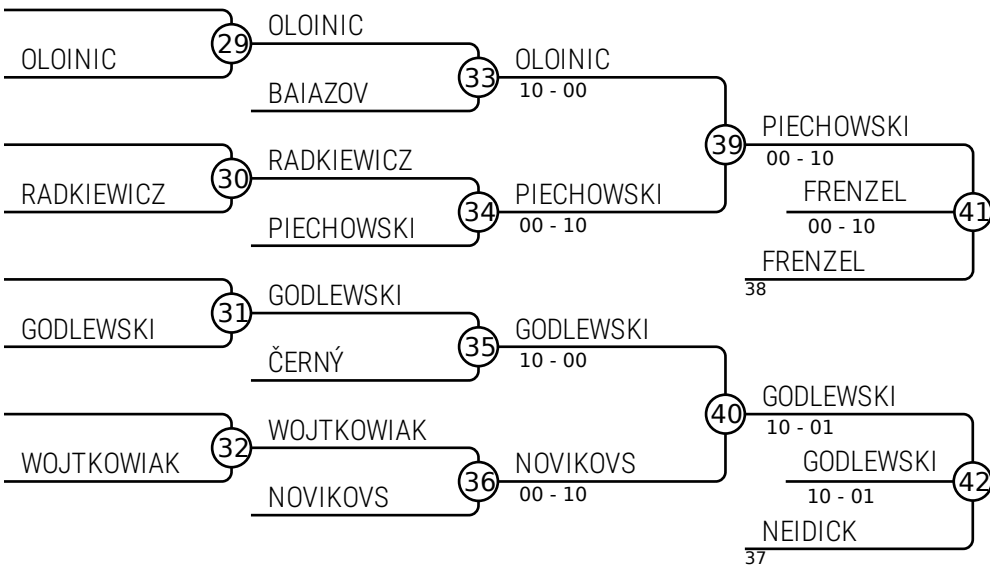 OLOINIC
29
OLOINIC
BAIAZOV
33
OLOINIC
10 - 00
RADKIEWICZ
30
RADKIEWICZ
PIECHOWSKI
34
PIECHOWSKI
00 - 10
39
PIECHOWSKI
00 - 10
FRENZEL
00 - 10
41
FRENZEL
38
GODLEWSKI
31
GODLEWSKI
ČERNÝ
35
GODLEWSKI
10 - 00
WOJTKOWIAK
32
WOJTKOWIAK
NOVIKOVS
36
NOVIKOVS
00 - 10
40
GODLEWSKI
10 - 01
GODLEWSKI
10 - 01
42
NEIDICK
37